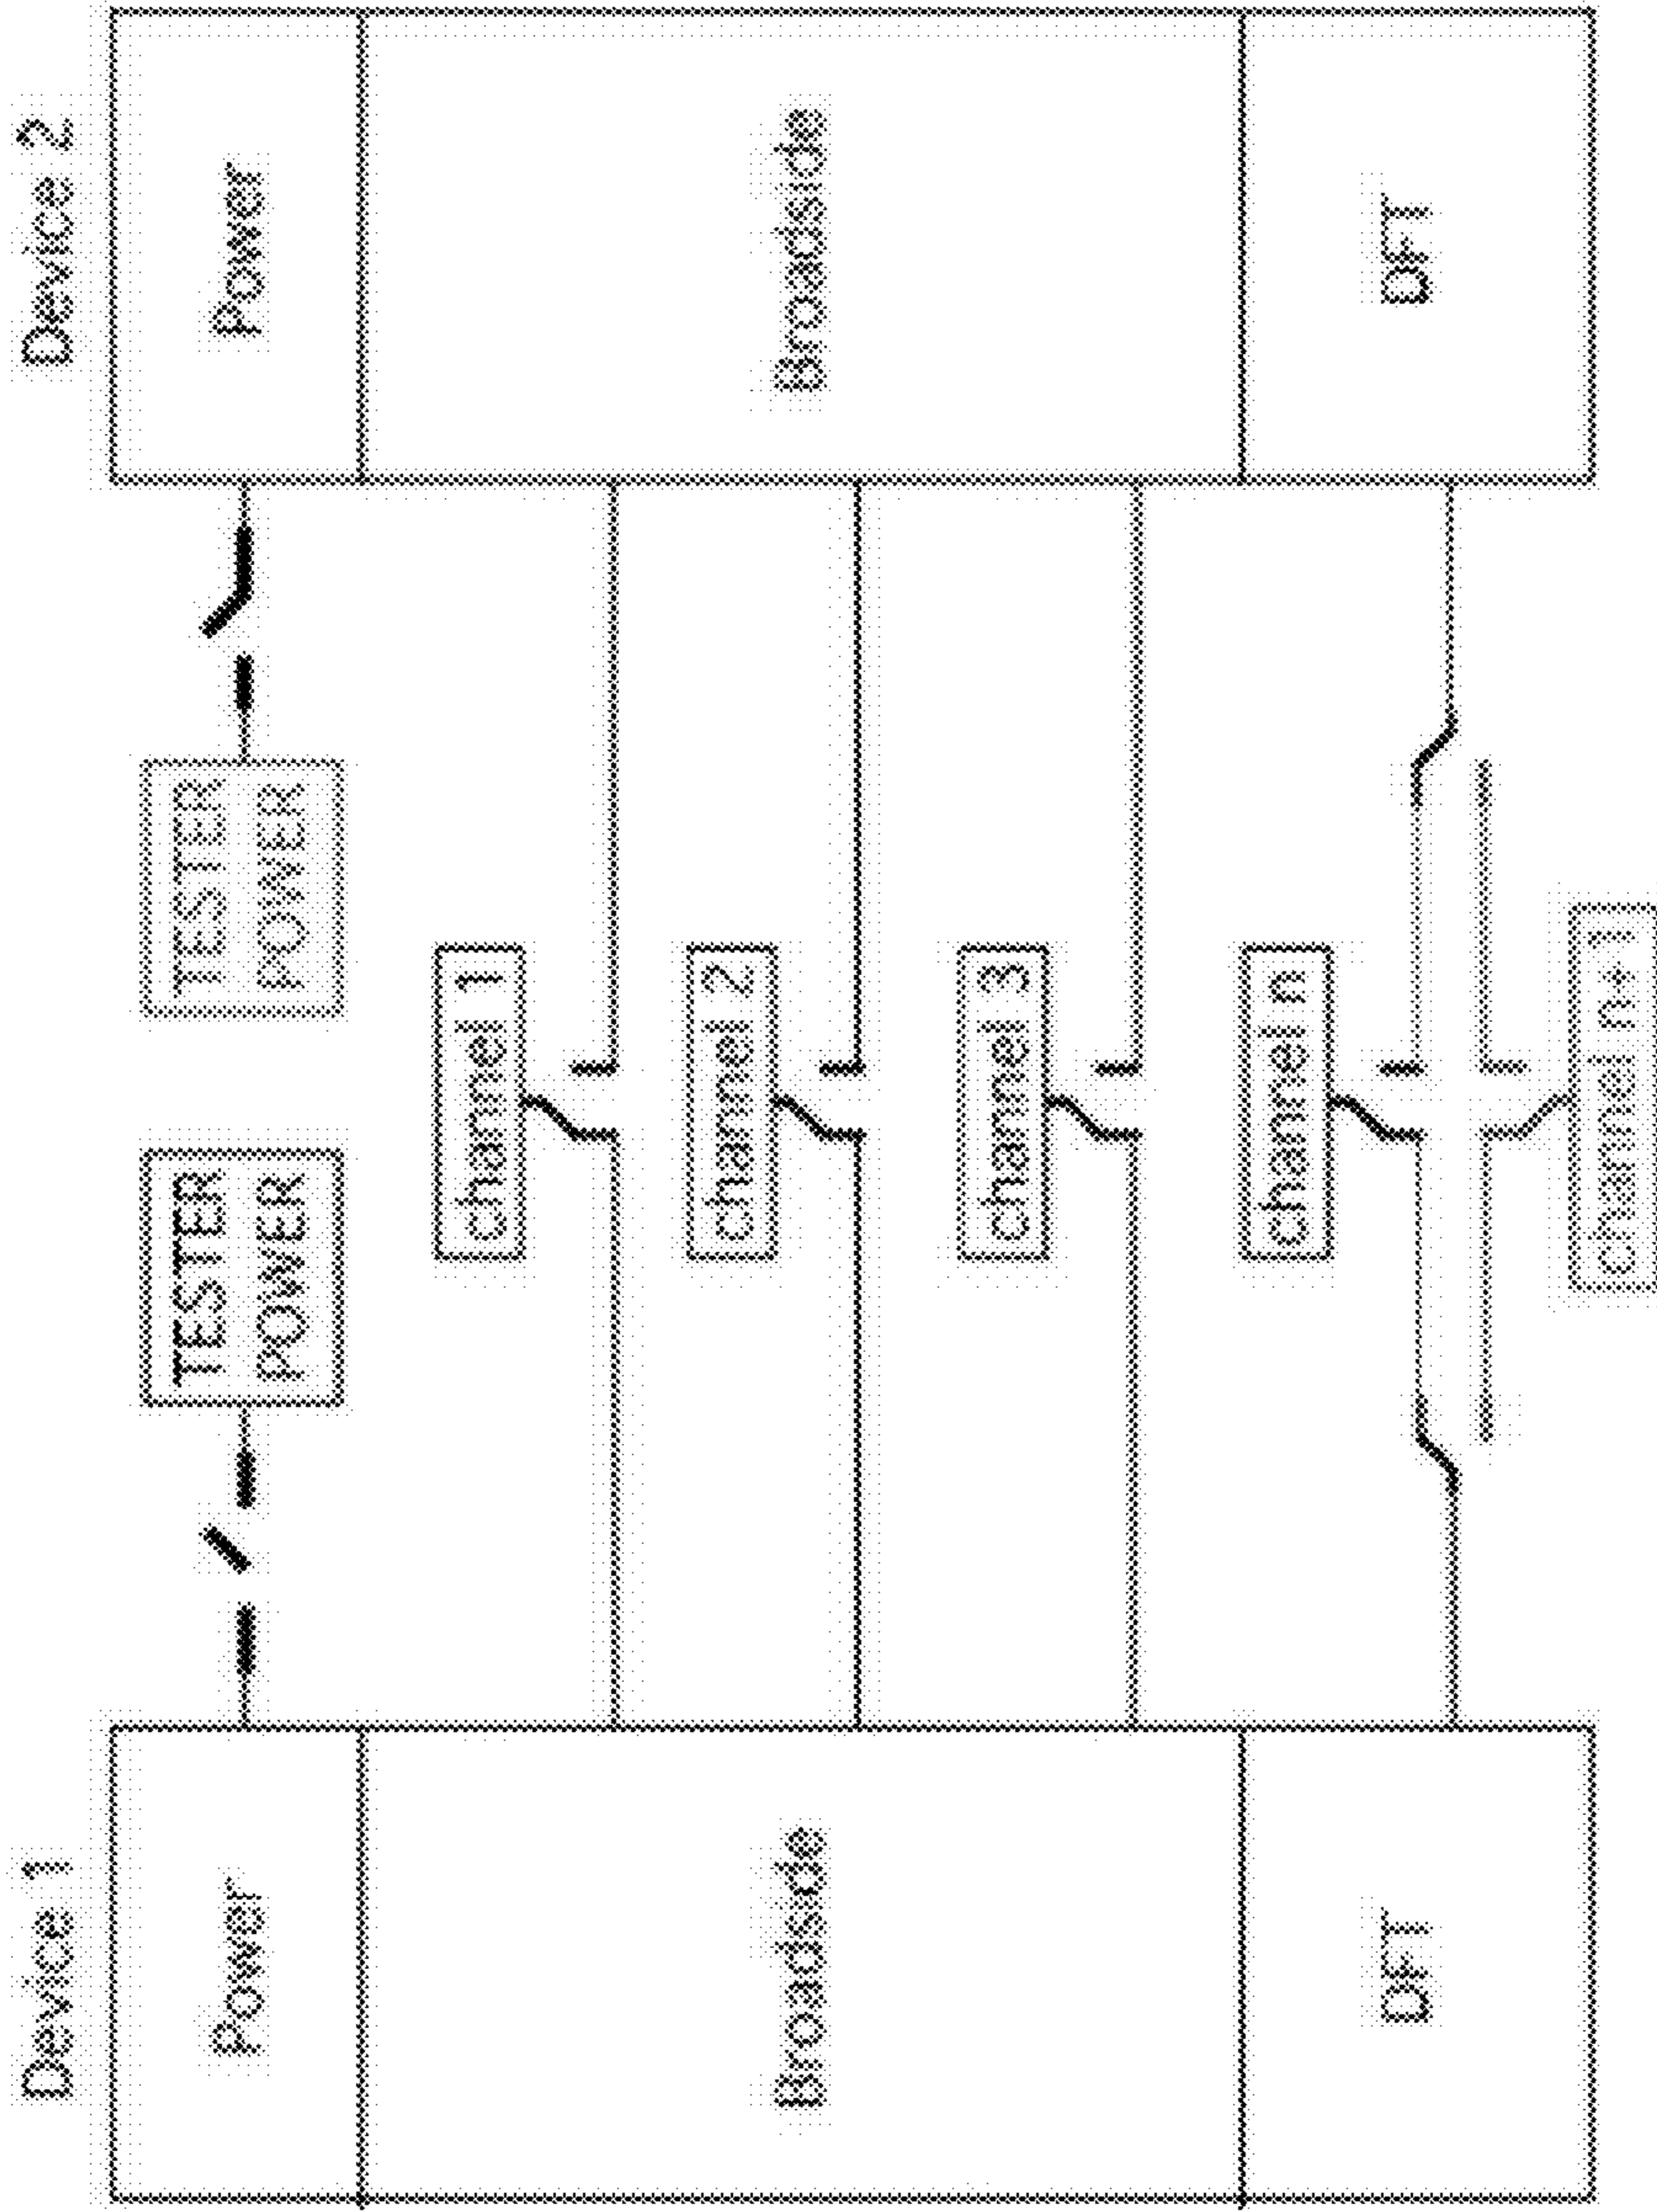 Device 1
Power
Broadside
DFT
TESTER
POWER
TESTER
POWER
channel 1
channel 2
channel 3
channel n
channel n+1
Device 2
Power
Broadside
DFT